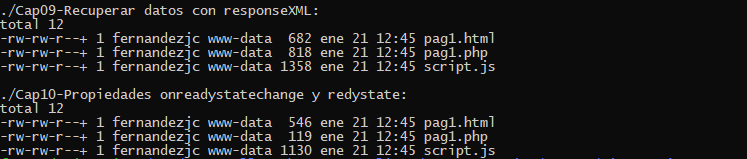 ./Cap09-Recuperar datos con responseXML:
total 12
-rw-rw-r--+ 1 fernandezjc www-data  682 ene 21 12:45 pag1.html
-rw-rw-r--+ 1 fernandezjc www-data  818 ene 21 12:45 pag1.php
-rw-rw-r--+ 1 fernandezjc www-data 1358 ene 21 12:45 script.js
./Cap10-Propiedades onreadystatechange y redystate:
total 12
-rw-rw-r--+ 1 fernandezjc www-data  546 ene 21 12:45 pag1.html
-rw-rw-r--+ 1 fernandezjc www-data  119 ene 21 12:45 pag1.php
-rw-rw-r--+ 1 fernandezjc www-data 1130 ene 21 12:45 script.js